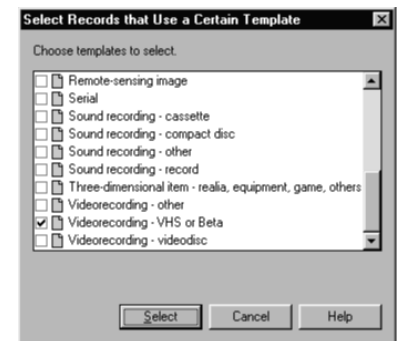 Select Records that Use a Certain Template
Choose templates to select.
Remote-sensing image
Serial
Sound recording - cassette
Sound recording - compact disc
Sound recording - other
Sound recording - record
Three-dimensional item - realia, equipment, game, others
Videorecording - other
Videorecording - VHS or Beta
Videorecording - videodisc
Select Cancel Help